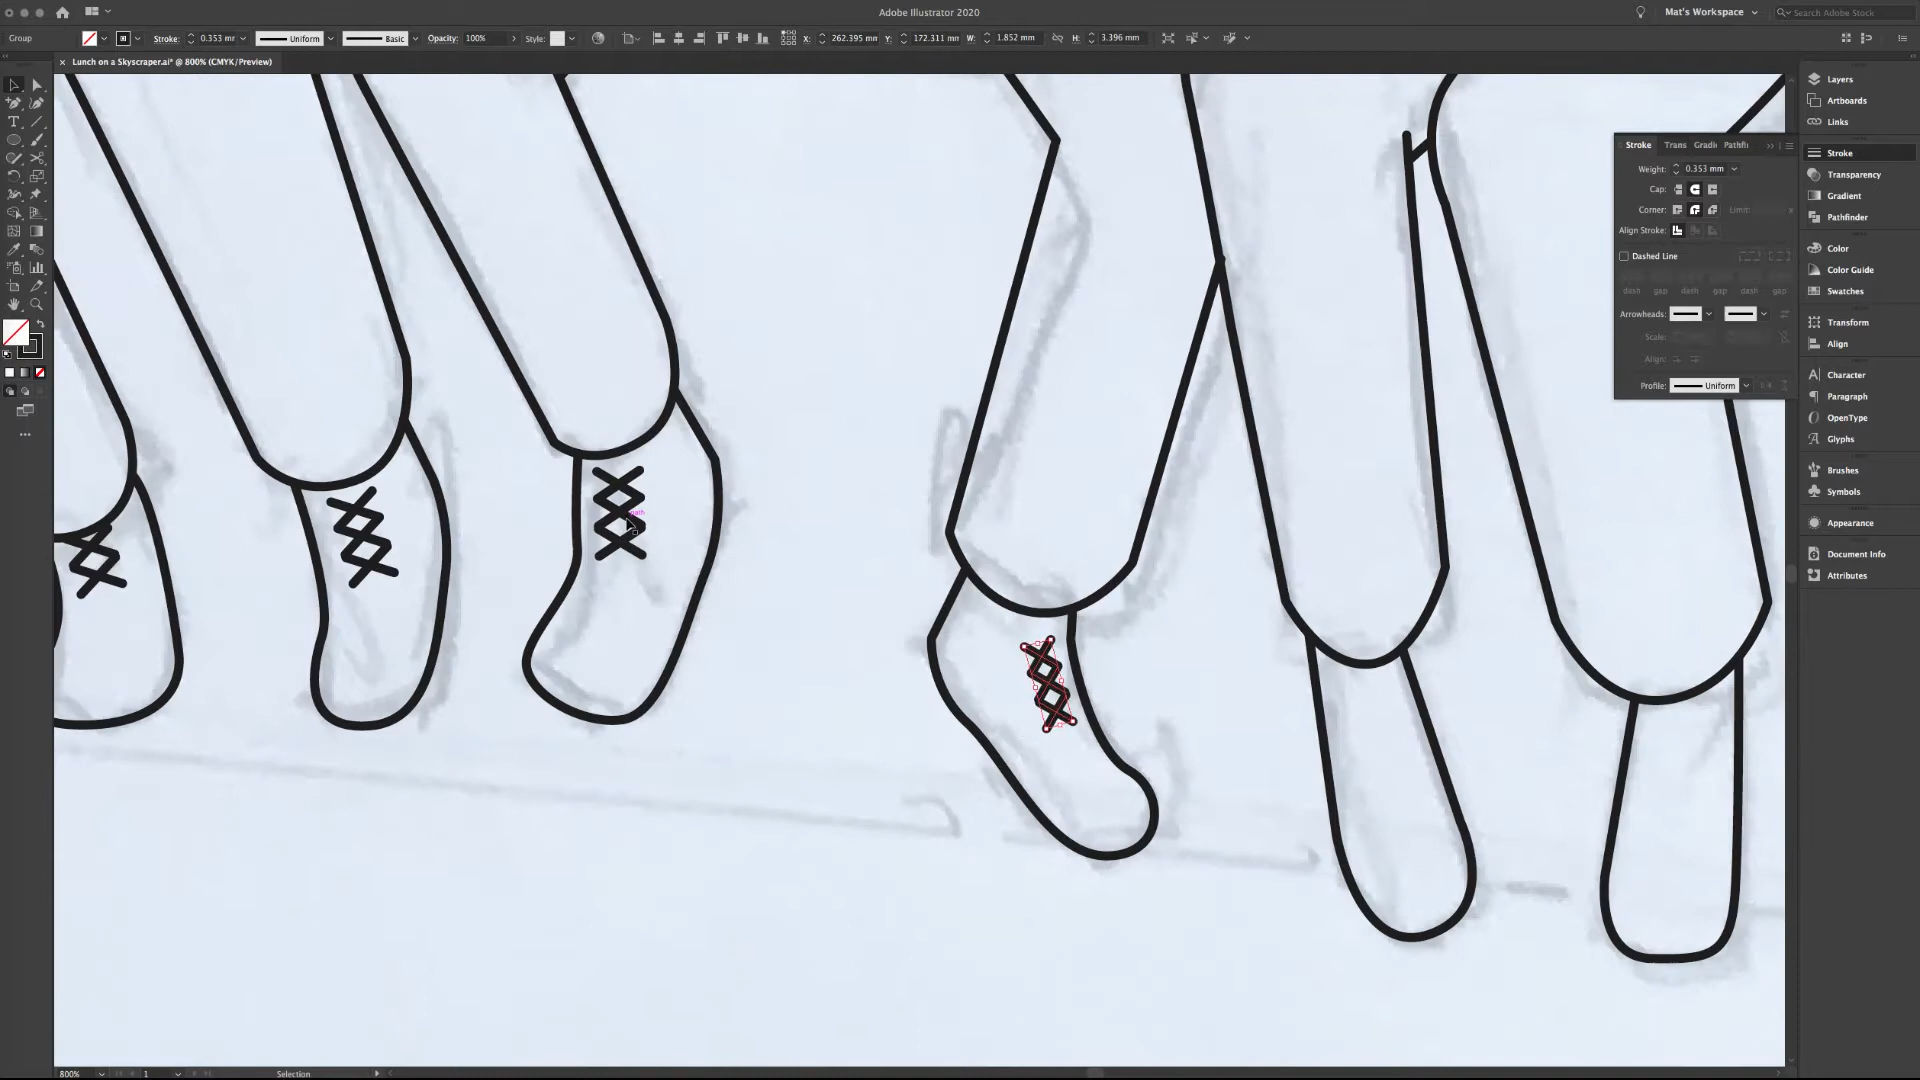 Adobe Illustrator 2020
Mat's Workspace
Search Adobe Stock
Group
Stroke:
0.353 mr
Uniform
Basic
Opacity:
100%
Style:
X:
262.395 mm
Y:
172.311 mm
W:
1.852 mm
H:
3.396 mm
× Lunch on a Skyscraper.ai* @ 800% (CMYK/Preview)
Layers
Artboards
Links
Stroke
Transparency
Gradient
Pathfinder
Color
Color Guide
Swatches
Transform
Align
Character
Paragraph
OpenType
Glyphs
Brushes
Symbols
Appearance
Document Info
Attributes
Stroke
Trans
Gradi
Pathfi
Weight:
0.353 mm
Cap:
Corner:
Limit:
x
Align Stroke:
Dashed Line
dash
gap
dash
gap
dash
gap
Arrowheads:
Scale:
Align:
Profile:
Uniform
path
800%
1
Selection